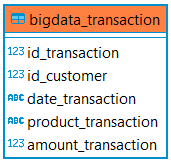 bigdata_transaction
123 id_transaction
123 id_customer
ABC date_transaction
ABC product_transaction
123 amount_transaction